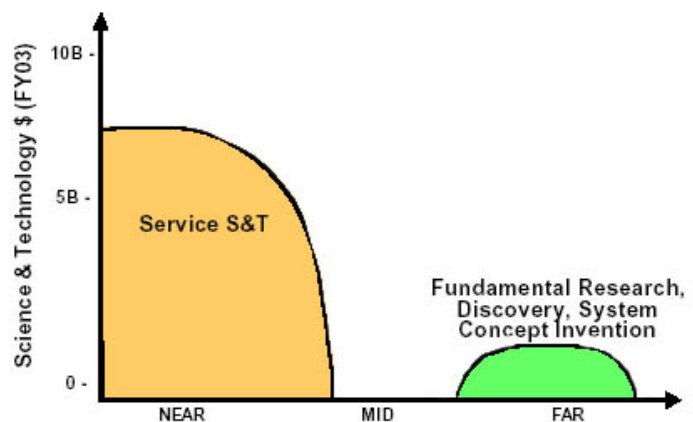 10B -
Science & Technology $ (FY03)
5B -
Service S&T
Fundamental Research,
Discovery, System
Concept Invention
0 -
NEAR MID FAR